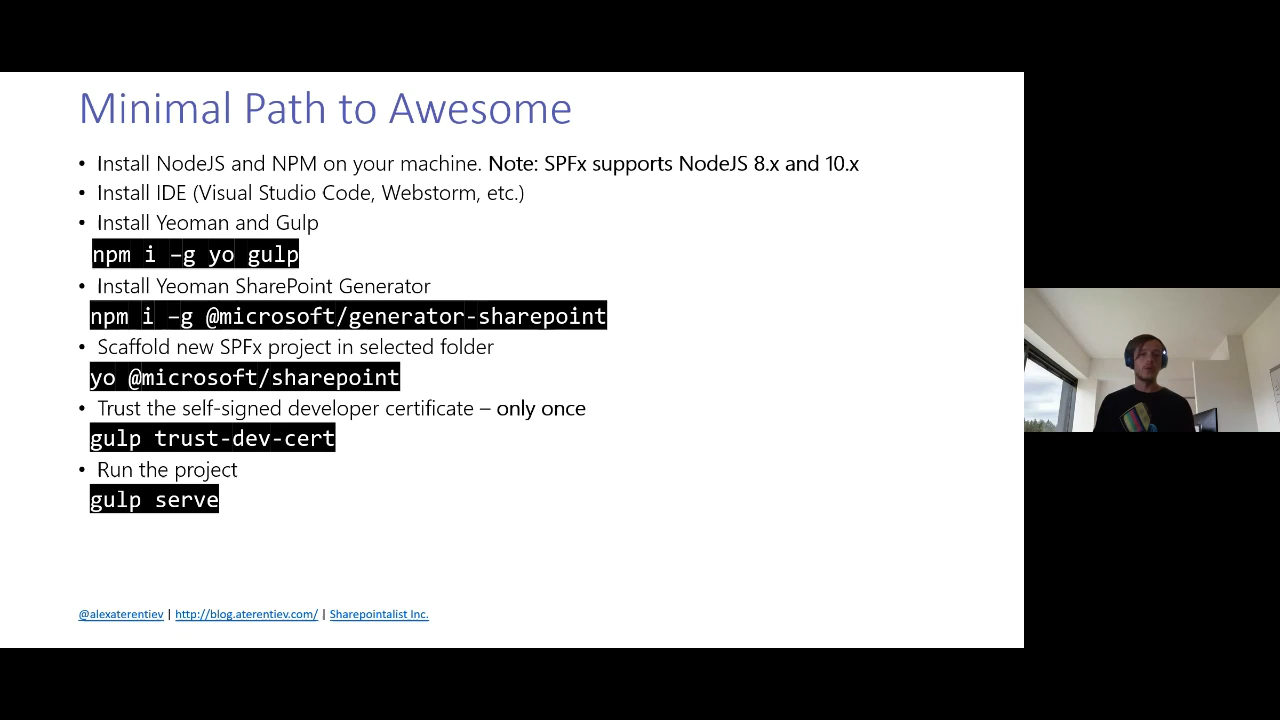 Minimal Path to Awesome
• Install NodeJS and NPM on your machine. Note: SPFx supports NodeJS 8.x and 10.x
• Install IDE (Visual Studio Code, Webstorm, etc.)
• Install Yeoman and Gulp
npm i –g yo gulp
• Install Yeoman SharePoint Generator
npm i –g @microsoft/generator-sharepoint
• Scaffold new SPFx project in selected folder
yo @microsoft/sharepoint
• Trust the self-signed developer certificate – only once
gulp trust-dev-cert
• Run the project
gulp serve
@alexaterentiev | http://blog.aterentiev.com/ | Sharepointalist Inc.